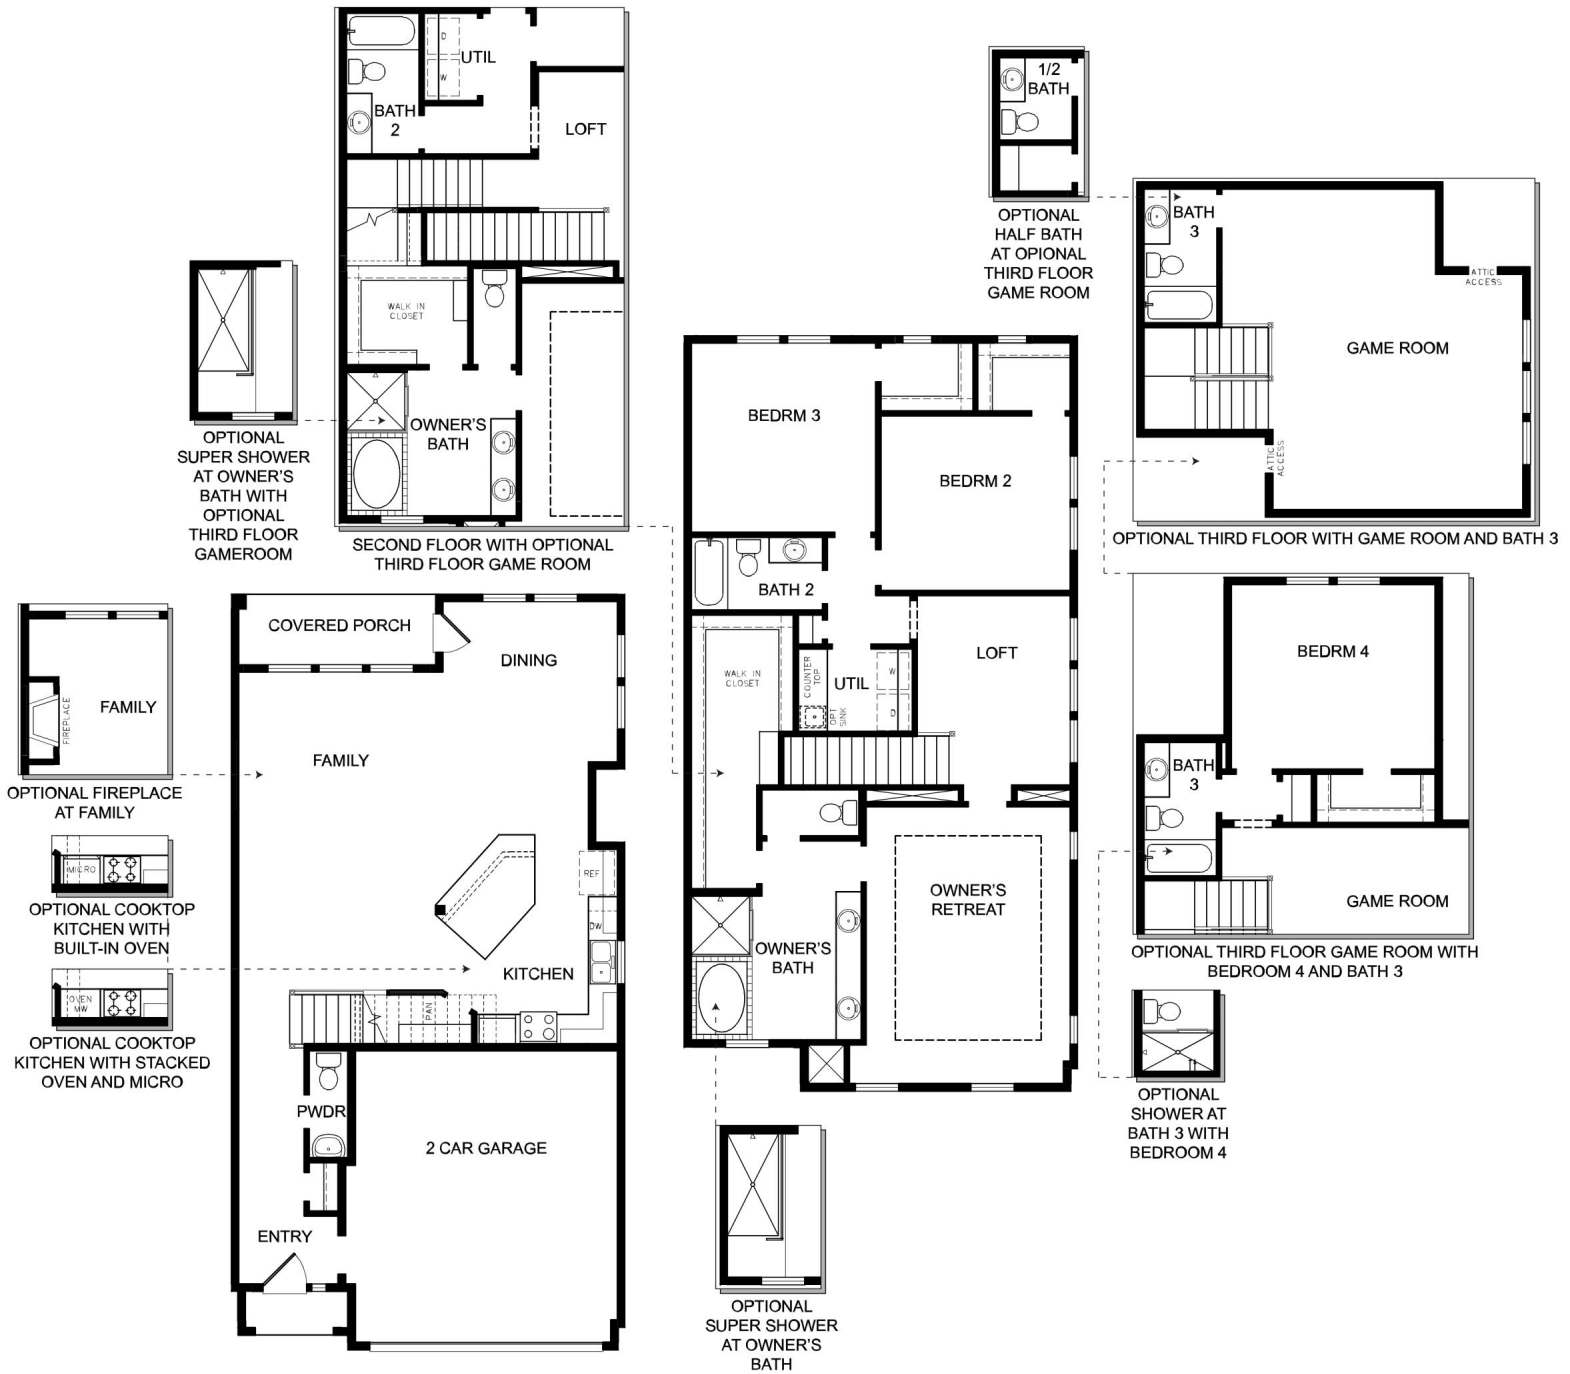 UTIL
D
W
BATH
2
LOFT
WALK IN
CLOSET
OWNER'S
BATH
SECOND FLOOR WITH OPTIONAL
THIRD FLOOR GAME ROOM
OPTIONAL
SUPER SHOWER
AT OWNER'S
BATH WITH
OPTIONAL
THIRD FLOOR
GAMEROOM
1/2
BATH
OPTIONAL
HALF BATH
AT OPIONAL
THIRD FLOOR
GAME ROOM
BATH
3
ATTIC
ACCESS
GAME ROOM
ATTIC
ACCESS
OPTIONAL THIRD FLOOR WITH GAME ROOM AND BATH 3
BEDRM 3
BEDRM 2
BATH 2
LOFT
WALK IN
CLOSET
COUNTER
TOP
UTIL
W
D
OPT
SINK
OWNER'S
RETREAT
OWNER'S
BATH
OPTIONAL
SUPER SHOWER
AT OWNER'S
BATH
BEDRM 4
BATH
3
GAME ROOM
OPTIONAL THIRD FLOOR GAME ROOM WITH
BEDROOM 4 AND BATH 3
OPTIONAL
SHOWER AT
BATH 3 WITH
BEDROOM 4
FIREPLACE
FAMILY
OPTIONAL FIREPLACE
AT FAMILY
MICRO
OPTIONAL COOKTOP
KITCHEN WITH
BUILT-IN OVEN
OVEN
MW
OPTIONAL COOKTOP
KITCHEN WITH STACKED
OVEN AND MICRO
COVERED PORCH
DINING
FAMILY
REF
DW
KITCHEN
PAN
PWDR
2 CAR GARAGE
ENTRY